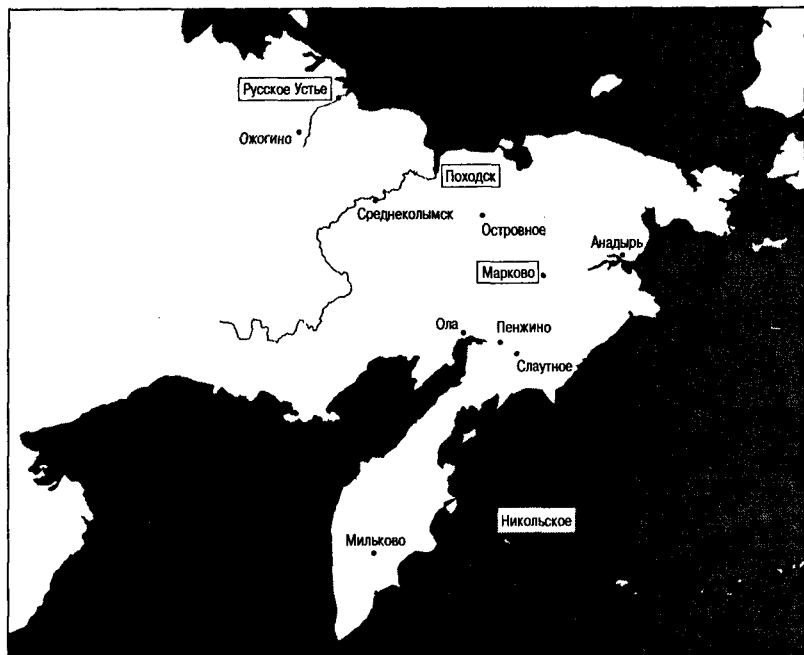 Русское Устье
Ожогино
Походск
Среднеколымск
Островное
Анадырь
Марково
Ола
Пенжино
Слаутное
Никольское
Мильково